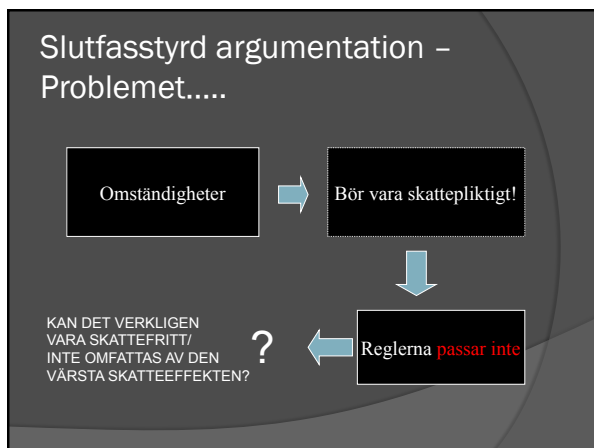 Slutfasstyrd argumentation –
Problemet.....
Omständigheter
Bör vara skattepliktigt!
Reglerna passar inte
KAN DET VERKLIGEN
VARA SKATTEFRITT/
INTE OMFATTAS AV DEN
VÄRSTA SKATTEEFFEKTEN?
?